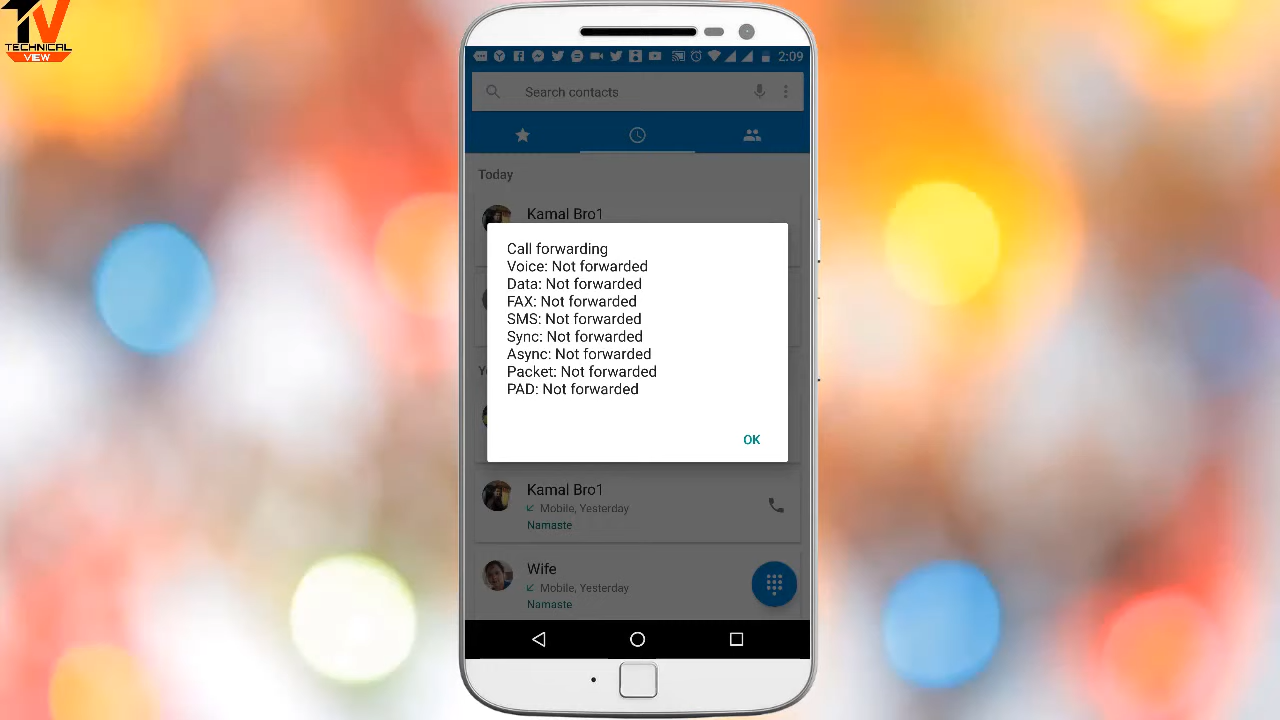 TV
TECHNICAL
VIEW
2:09
Search contacts
Today
Kamal Bro1
Call forwarding
Voice: Not forwarded
Data: Not forwarded
FAX: Not forwarded
SMS: Not forwarded
Sync: Not forwarded
Async: Not forwarded
Packet: Not forwarded
PAD: Not forwarded
OK
Kamal Bro1
Mobile, Yesterday
Namaste
Wife
Mobile, Yesterday
Namaste